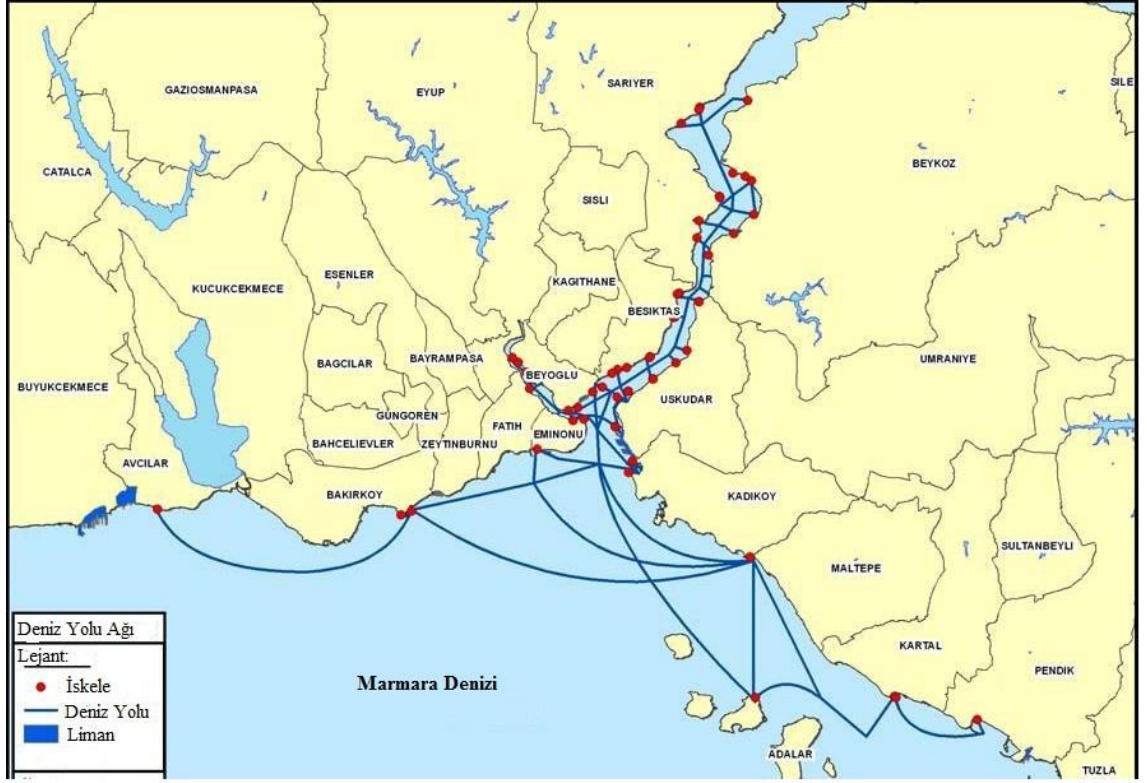 SARIYER
GAZIOSMANPASA
EYUP
SILE
CATALCA
BEYKOZ
SISLI
ESENLER
KAGITHANE
KUCUKCEKMECE
BESIKTAS
BAGCILAR
BAYRAMPASA
UMRANIYE
BUYUKCEKMECE
BEYOGLU
USKUDAR
GUNGOREN
FATIH
EMINONU
BAHCELIEVLER
ZEYTINBURNU
AVCILAR
BAKIRKOY
KADIKOY
SULTANBEYLI
MALTEPE
KARTAL
PENDIK
Deniz Yolu Ağı
Lejant:
İskele
Deniz Yolu
Liman
Marmara Denizi
ADALAR
TUZLA